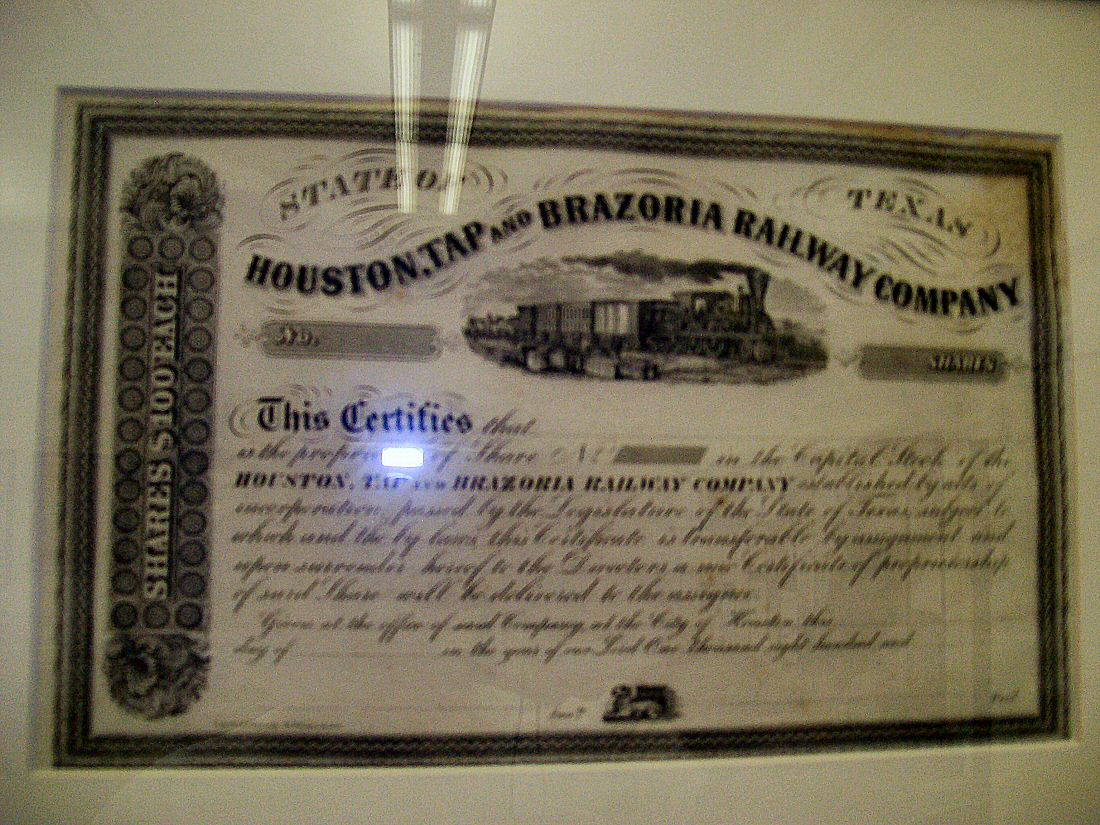 STATE OF TEXAS
HOUSTON, TAP AND BRAZORIA RAILWAY COMPANY
No.
SHARES
SHARES $100 EACH
This Certifies that
is the proprietor of Share No in the Capital Stock of the
HOUSTON, TAP AND BRAZORIA RAILWAY COMPANY established by acts of
incorporation passed by the Legislature of the State of Texas, subject to
which and the by laws, this Certificate is transferable by assignment and
upon surrender hereof to the Directors a new Certificate of proprietorship
of said Share will be delivered to the assignee.
Given at the office of said Company at the City of Houston this
day of in the year of our Lord One thousand eight hundred and